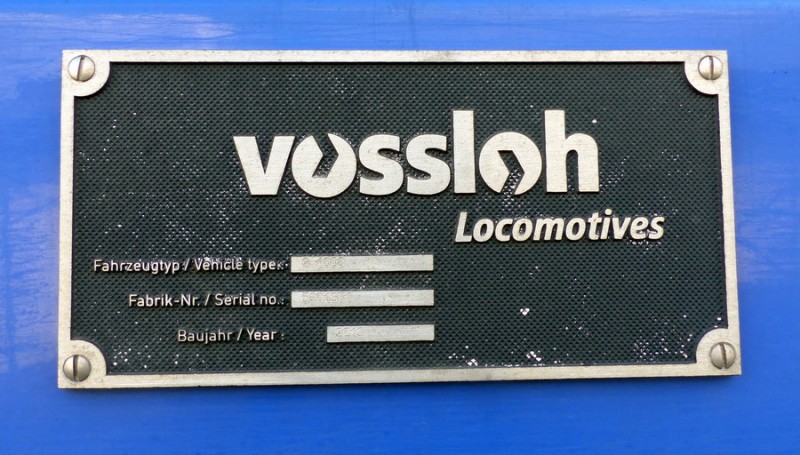 vossloh
Locomotives
Fahrzeugtyp / Vehicle type:
Fabrik-Nr. / Serial no.:
Baujahr / Year :